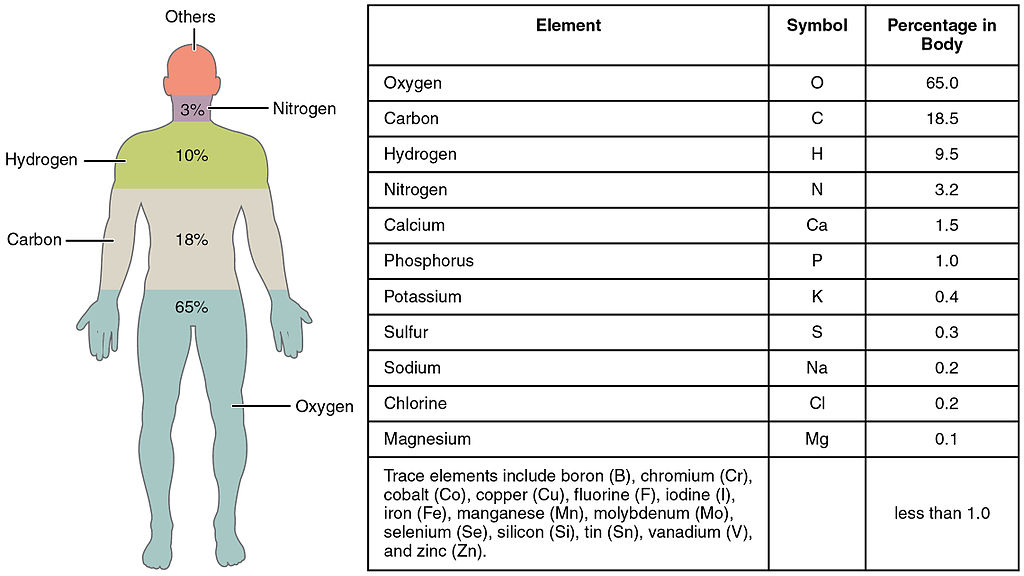 Others
3%
Nitrogen
Hydrogen
10%
Carbon
18%
65%
Oxygen
Element Symbol Percentage in
Body
Oxygen O 65.0
Carbon C 18.5
Hydrogen H 9.5
Nitrogen N 3.2
Calcium Ca 1.5
Phosphorus P 1.0
Potassium K 0.4
Sulfur S 0.3
Sodium Na 0.2
Chlorine Cl 0.2
Magnesium Mg 0.1
Trace elements include boron (B), chromium (Cr),
cobalt (Co), copper (Cu), fluorine (F), iodine (I),
iron (Fe), manganese (Mn), molybdenum (Mo),
selenium (Se), silicon (Si), tin (Sn), vanadium (V),
and zinc (Zn).
less than 1.0